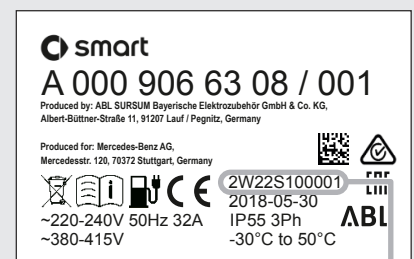 smart
A 000 906 63 08 / 001
Produced by: ABL SURSUM Bayerische Elektrozubehör GmbH & Co. KG,
Albert-Büttner-Straße 11, 91207 Lauf / Pegnitz, Germany
Produced for: Mercedes-Benz AG,
Mercedesstr. 120, 70372 Stuttgart, Germany
CE
2W22S100001
2018-05-30
~220-240V 50Hz 32A IP55 3Ph ABL
~380-415V -30°C to 50°C